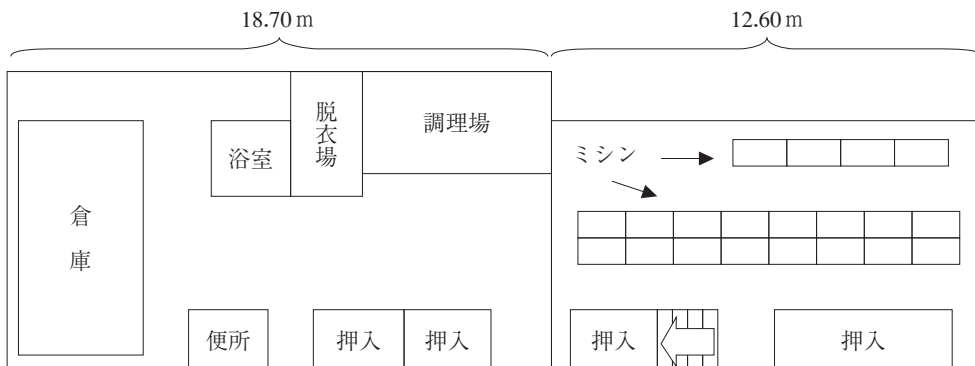 18.70 m
12.60 m
脱衣場
調理場
浴室
ミシン
倉庫
便所
押入
押入
押入
押入